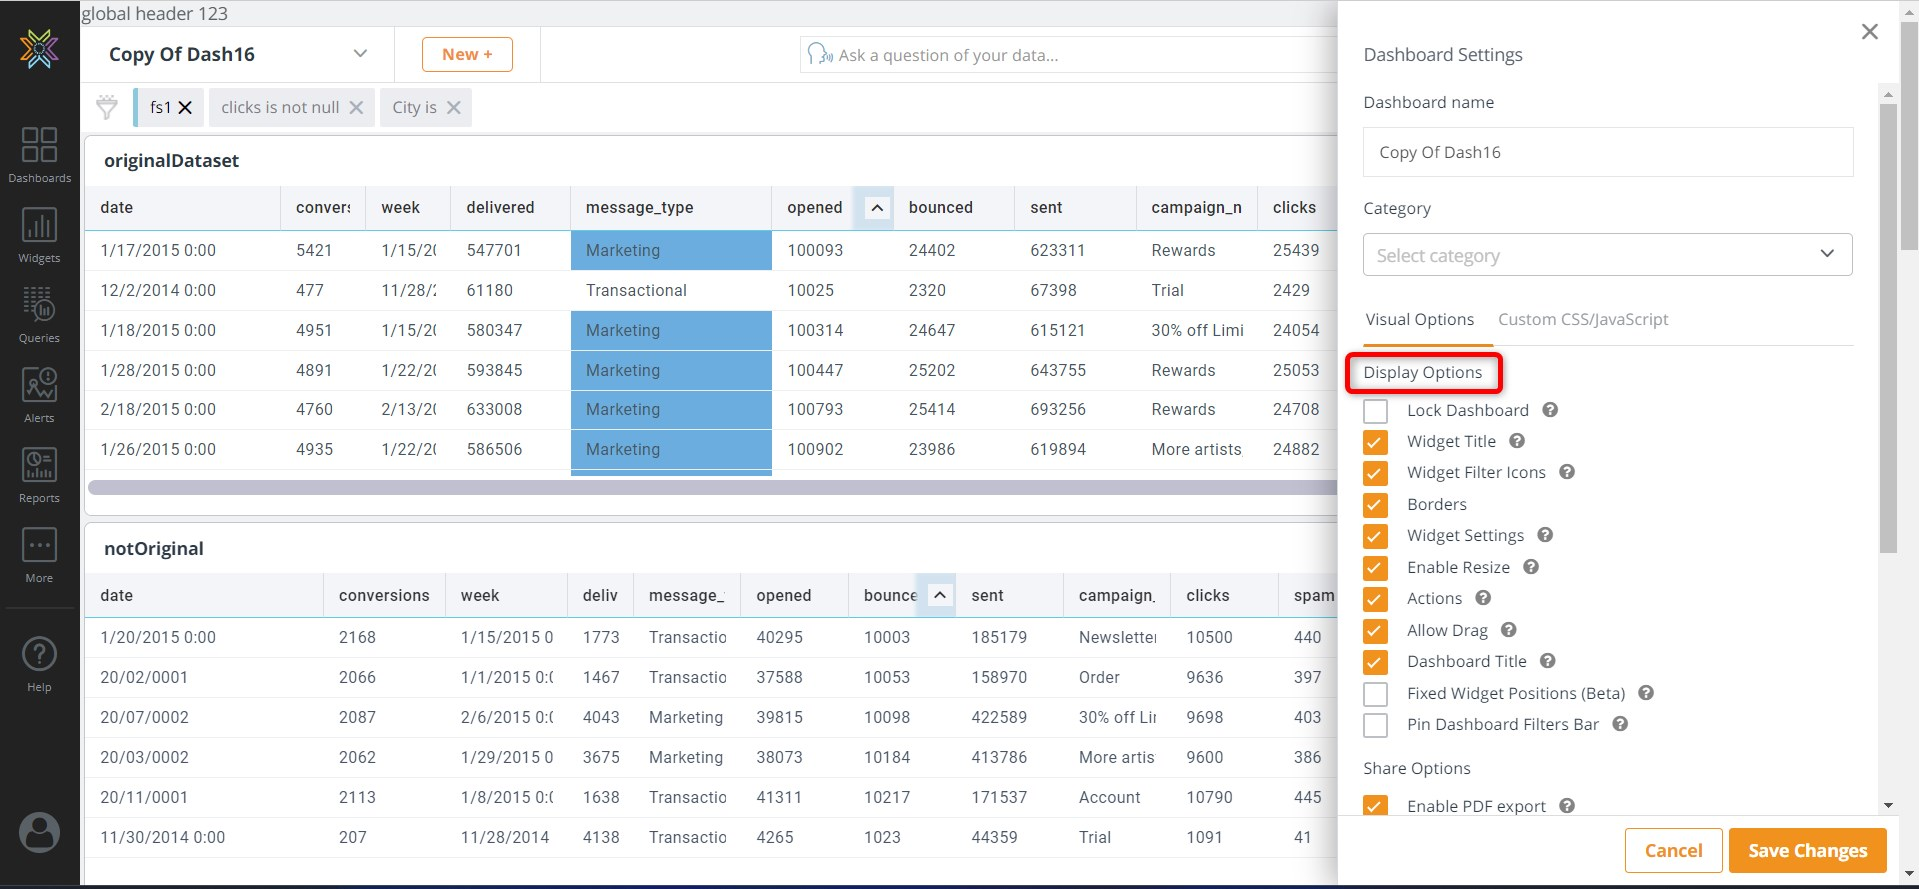 global header 123
Copy Of Dash16
New +
Ask a question of your data...
fs1
clicks is not null
City is
Dashboards
Widgets
Queries
Alerts
Reports
More
Help
originalDataset
date convers week delivered message_type opened bounced sent campaign_n clicks
1/17/2015 0:00 5421 1/15/20 547701 Marketing 100093 24402 623311 Rewards 25439
12/2/2014 0:00 477 11/28/2 61180 Transactional 10025 2320 67398 Trial 2429
1/18/2015 0:00 4951 1/15/20 580347 Marketing 100314 24647 615121 30% off Limi 24054
1/28/2015 0:00 4891 1/22/20 593845 Marketing 100447 25202 643755 Rewards 25053
2/18/2015 0:00 4760 2/13/20 633008 Marketing 100793 25414 693256 Rewards 24708
1/26/2015 0:00 4935 1/22/20 586506 Marketing 100902 23986 619894 More artists 24882
notOriginal
date conversions week deliv message_ opened bounce sent campaign_ clicks spam
1/20/2015 0:00 2168 1/15/2015 0 1773 Transactio 40295 10003 185179 Newsletter 10500 440
20/02/0001 2066 1/1/2015 0:0 1467 Transactio 37588 10053 158970 Order 9636 397
20/07/0002 2087 2/6/2015 0:0 4043 Marketing 39815 10098 422589 30% off Lir 9698 403
20/03/0002 2062 1/29/2015 0 3675 Marketing 38073 10184 413786 More artis 9600 386
20/11/0001 2113 1/8/2015 0:0 1638 Transactio 41311 10217 171537 Account 10790 445
11/30/2014 0:00 207 11/28/2014 4138 Transactio 4265 1023 44359 Trial 1091 41
Dashboard Settings
Dashboard name
Copy Of Dash16
Category
Select category
Visual Options Custom CSS/JavaScript
Display Options
Lock Dashboard
Widget Title
Widget Filter Icons
Borders
Widget Settings
Enable Resize
Actions
Allow Drag
Dashboard Title
Fixed Widget Positions (Beta)
Pin Dashboard Filters Bar
Share Options
Enable PDF export
Cancel
Save Changes